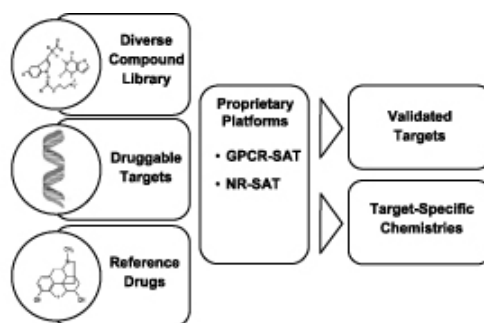 Diverse
Compound
Library
Druggable
Targets
Reference
Drugs
Proprietary
Platforms
• GPCR-SAT
• NR-SAT
Validated
Targets
Target-Specific
Chemistries